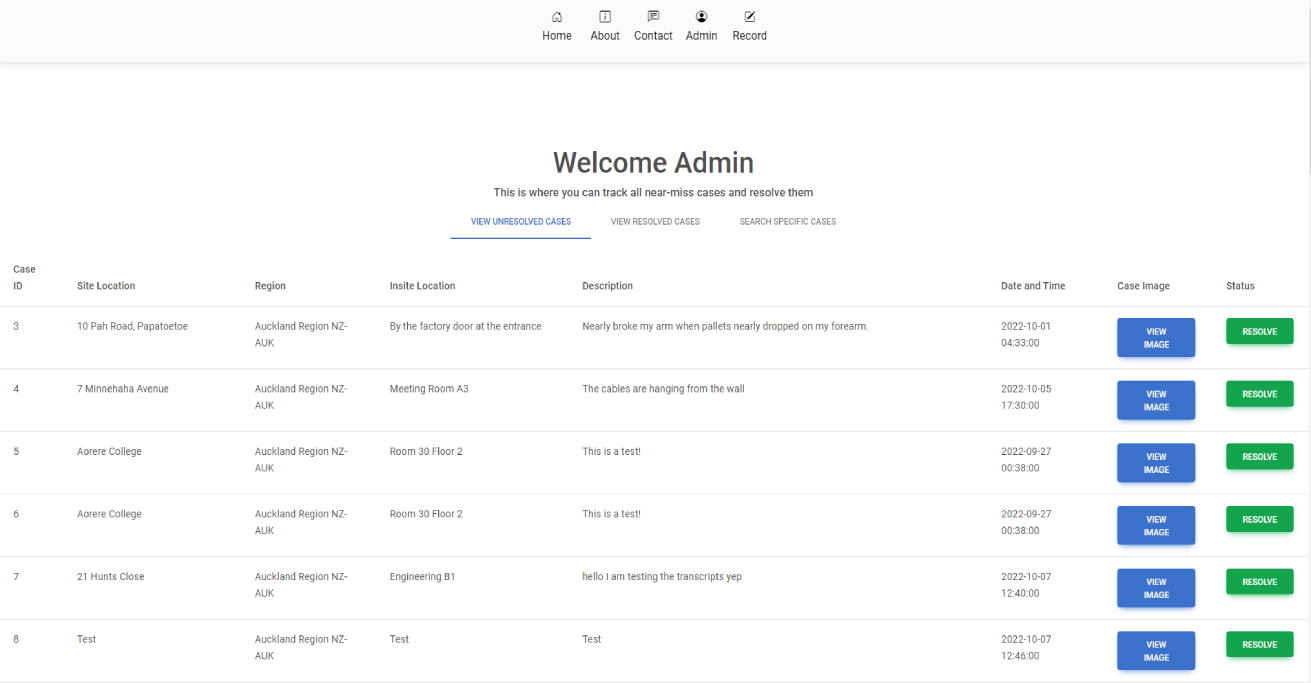 Home About Contact Admin Record
Welcome Admin
This is where you can track all near-miss cases and resolve them
VIEW UNRESOLVED CASES VIEW RESOLVED CASES SEARCH SPECIFIC CASES
Case
ID Site Location Region Insite Location Description Date and Time Case Image Status
3 10 Pah Road, Papatoetoe Auckland Region NZ- By the factory door at the entrance Nearly broke my arm when pallets nearly dropped on my forearm. 2022-10-01 VIEW RESOLVE
AUK 04:33:00 IMAGE
4 7 Minnehaha Avenue Auckland Region NZ- Meeting Room A3 The cables are hanging from the wall 2022-10-05 VIEW RESOLVE
AUK 17:30:00 IMAGE
5 Aorere College Auckland Region NZ- Room 30 Floor 2 This is a test! 2022-09-27 VIEW RESOLVE
AUK 00:38:00 IMAGE
6 Aorere College Auckland Region NZ- Room 30 Floor 2 This is a test! 2022-09-27 VIEW RESOLVE
AUK 00:38:00 IMAGE
7 21 Hunts Close Auckland Region NZ- Engineering B1 hello I am testing the transcripts yep 2022-10-07 VIEW RESOLVE
AUK 12:40:00 IMAGE
8 Test Auckland Region NZ- Test Test 2022-10-07 VIEW RESOLVE
AUK 12:46:00 IMAGE